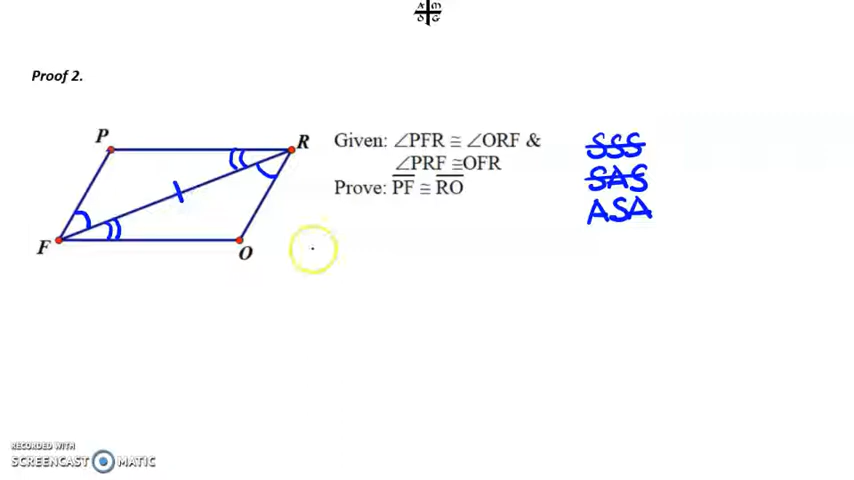 A M
S G
Proof 2.
P
R
F
O
Given: ∠PFR ≅ ∠ORF &
∠PRF ≅OFR
Prove: PF ≅ RO
SSS
SAS
ASA
RECORDED WITH
SCREENCAST MATIC